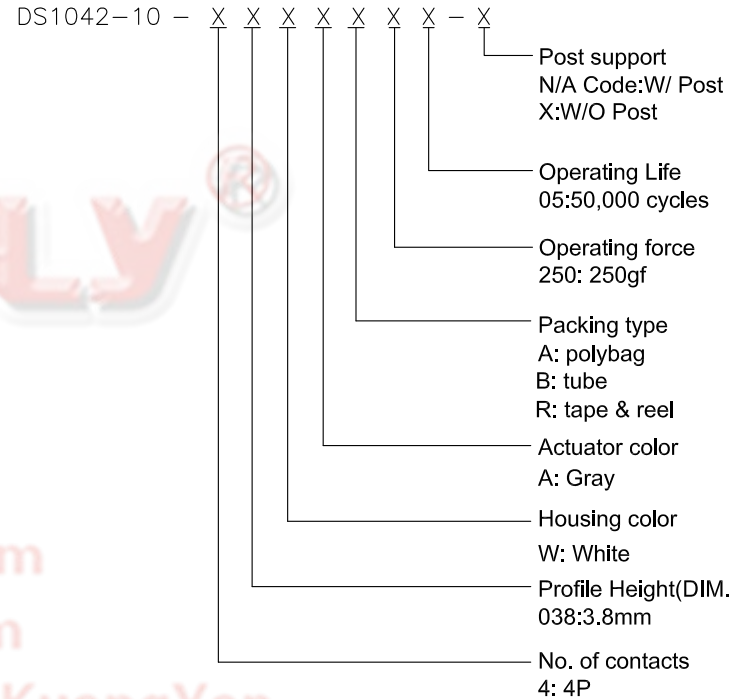 DS1042-10 - X X X X X X X - X
Post support
N/A Code:W/ Post
X:W/O Post
Operating Life
05:50,000 cycles
Operating force
250: 250gf
Packing type
A: polybag
B: tube
R: tape & reel
Actuator color
A: Gray
Housing color
W: White
Profile Height(DIM.
038:3.8mm
No. of contacts
4: 4P
LY®
m
m
KuangYen